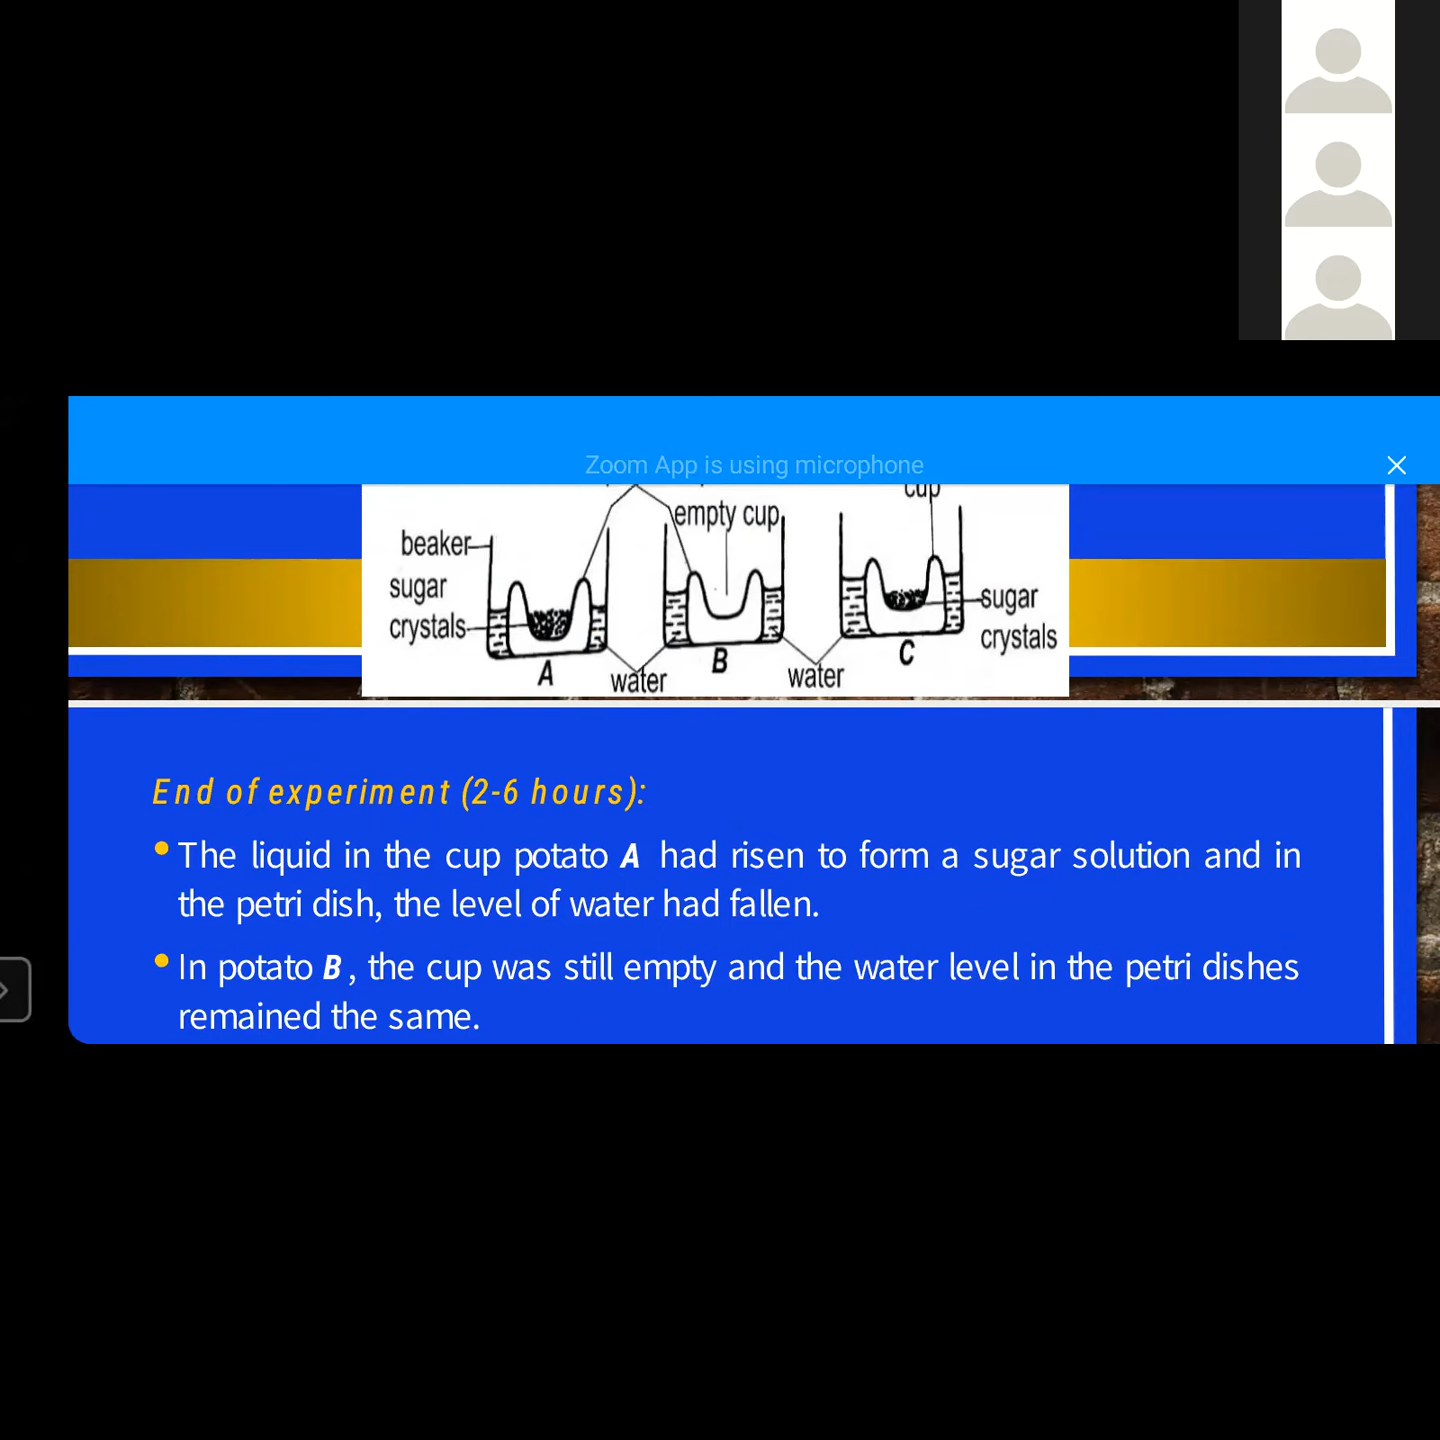 Zoom App is using microphone
cup
empty cup
beaker
sugar
crystals
sugar
crystals
A
B
C
water
water
End of experiment (2-6 hours):
The liquid in the cup potato A had risen to form a sugar solution and in
the petri dish, the level of water had fallen.
In potato B, the cup was still empty and the water level in the petri dishes
remained the same.